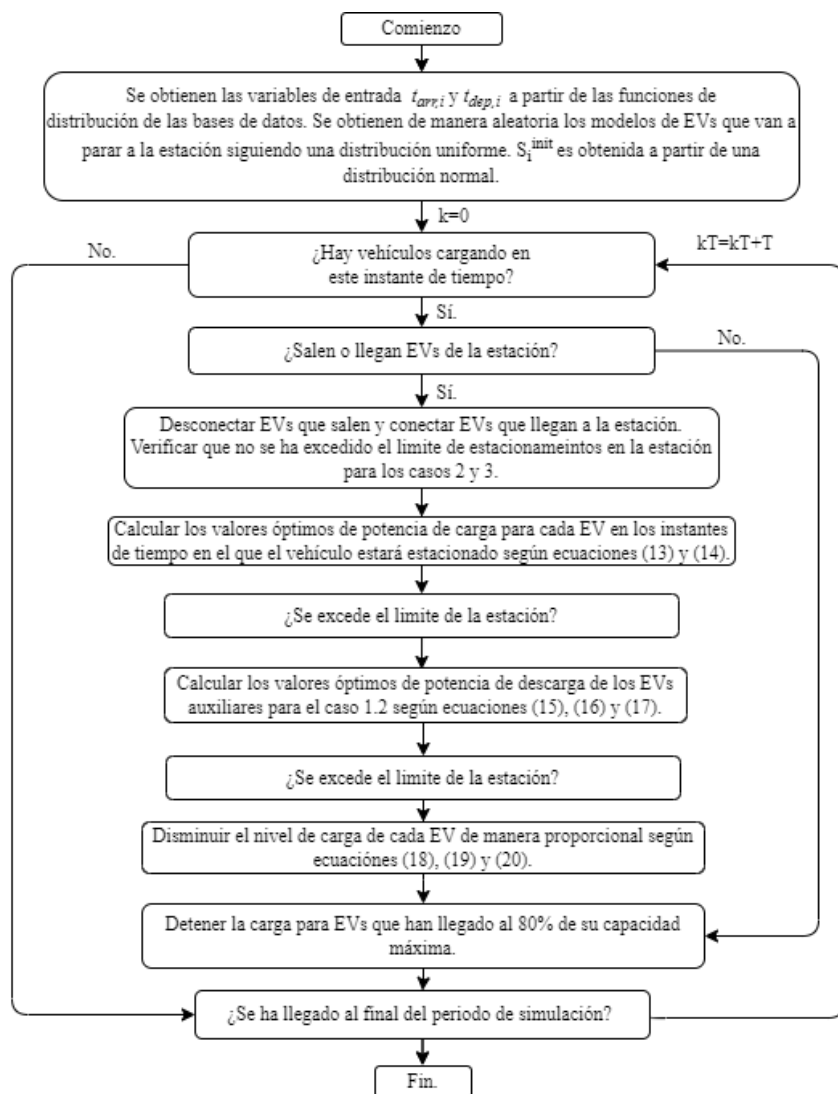 Comienzo
Se obtienen las variables de entrada t_arr,i y t_dep,i a partir de las funciones de
distribución de las bases de datos. Se obtienen de manera aleatoria los modelos de EVs que van a
parar a la estación siguiendo una distribución uniforme. S_i^init es obtenida a partir de una
distribución normal.
k=0
No.
¿Hay vehículos cargando en
este instante de tiempo?
kT=kT+T
Sí.
¿Salen o llegan EVs de la estación?
No.
Sí.
Desconectar EVs que salen y conectar EVs que llegan a la estación.
Verificar que no se ha excedido el limite de estacionameintos en la estación
para los casos 2 y 3.
Calcular los valores óptimos de potencia de carga para cada EV en los instantes
de tiempo en el que el vehículo estará estacionado según ecuaciones (13) y (14).
¿Se excede el limite de la estación?
Calcular los valores óptimos de potencia de descarga de los EVs
auxiliares para el caso 1.2 según ecuaciones (15), (16) y (17).
¿Se excede el limite de la estación?
Disminuir el nivel de carga de cada EV de manera proporcional según
ecuaciónes (18), (19) y (20).
Detener la carga para EVs que han llegado al 80% de su capacidad
máxima.
¿Se ha llegado al final del periodo de simulación?
Fin.